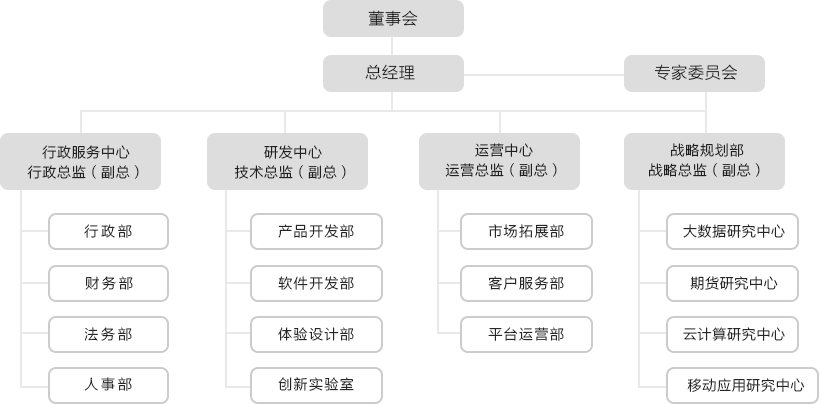 董事会
总经理
专家委员会
行政服务中心
行政总监（副总）
研发中心
技术总监（副总）
运营中心
运营总监（副总）
战略规划部
战略总监（副总）
行政部
财务部
法务部
人事部
产品开发部
软件开发部
体验设计部
创新实验室
市场拓展部
客户服务部
平台运营部
大数据研究中心
期货研究中心
云计算研究中心
移动应用研究中心